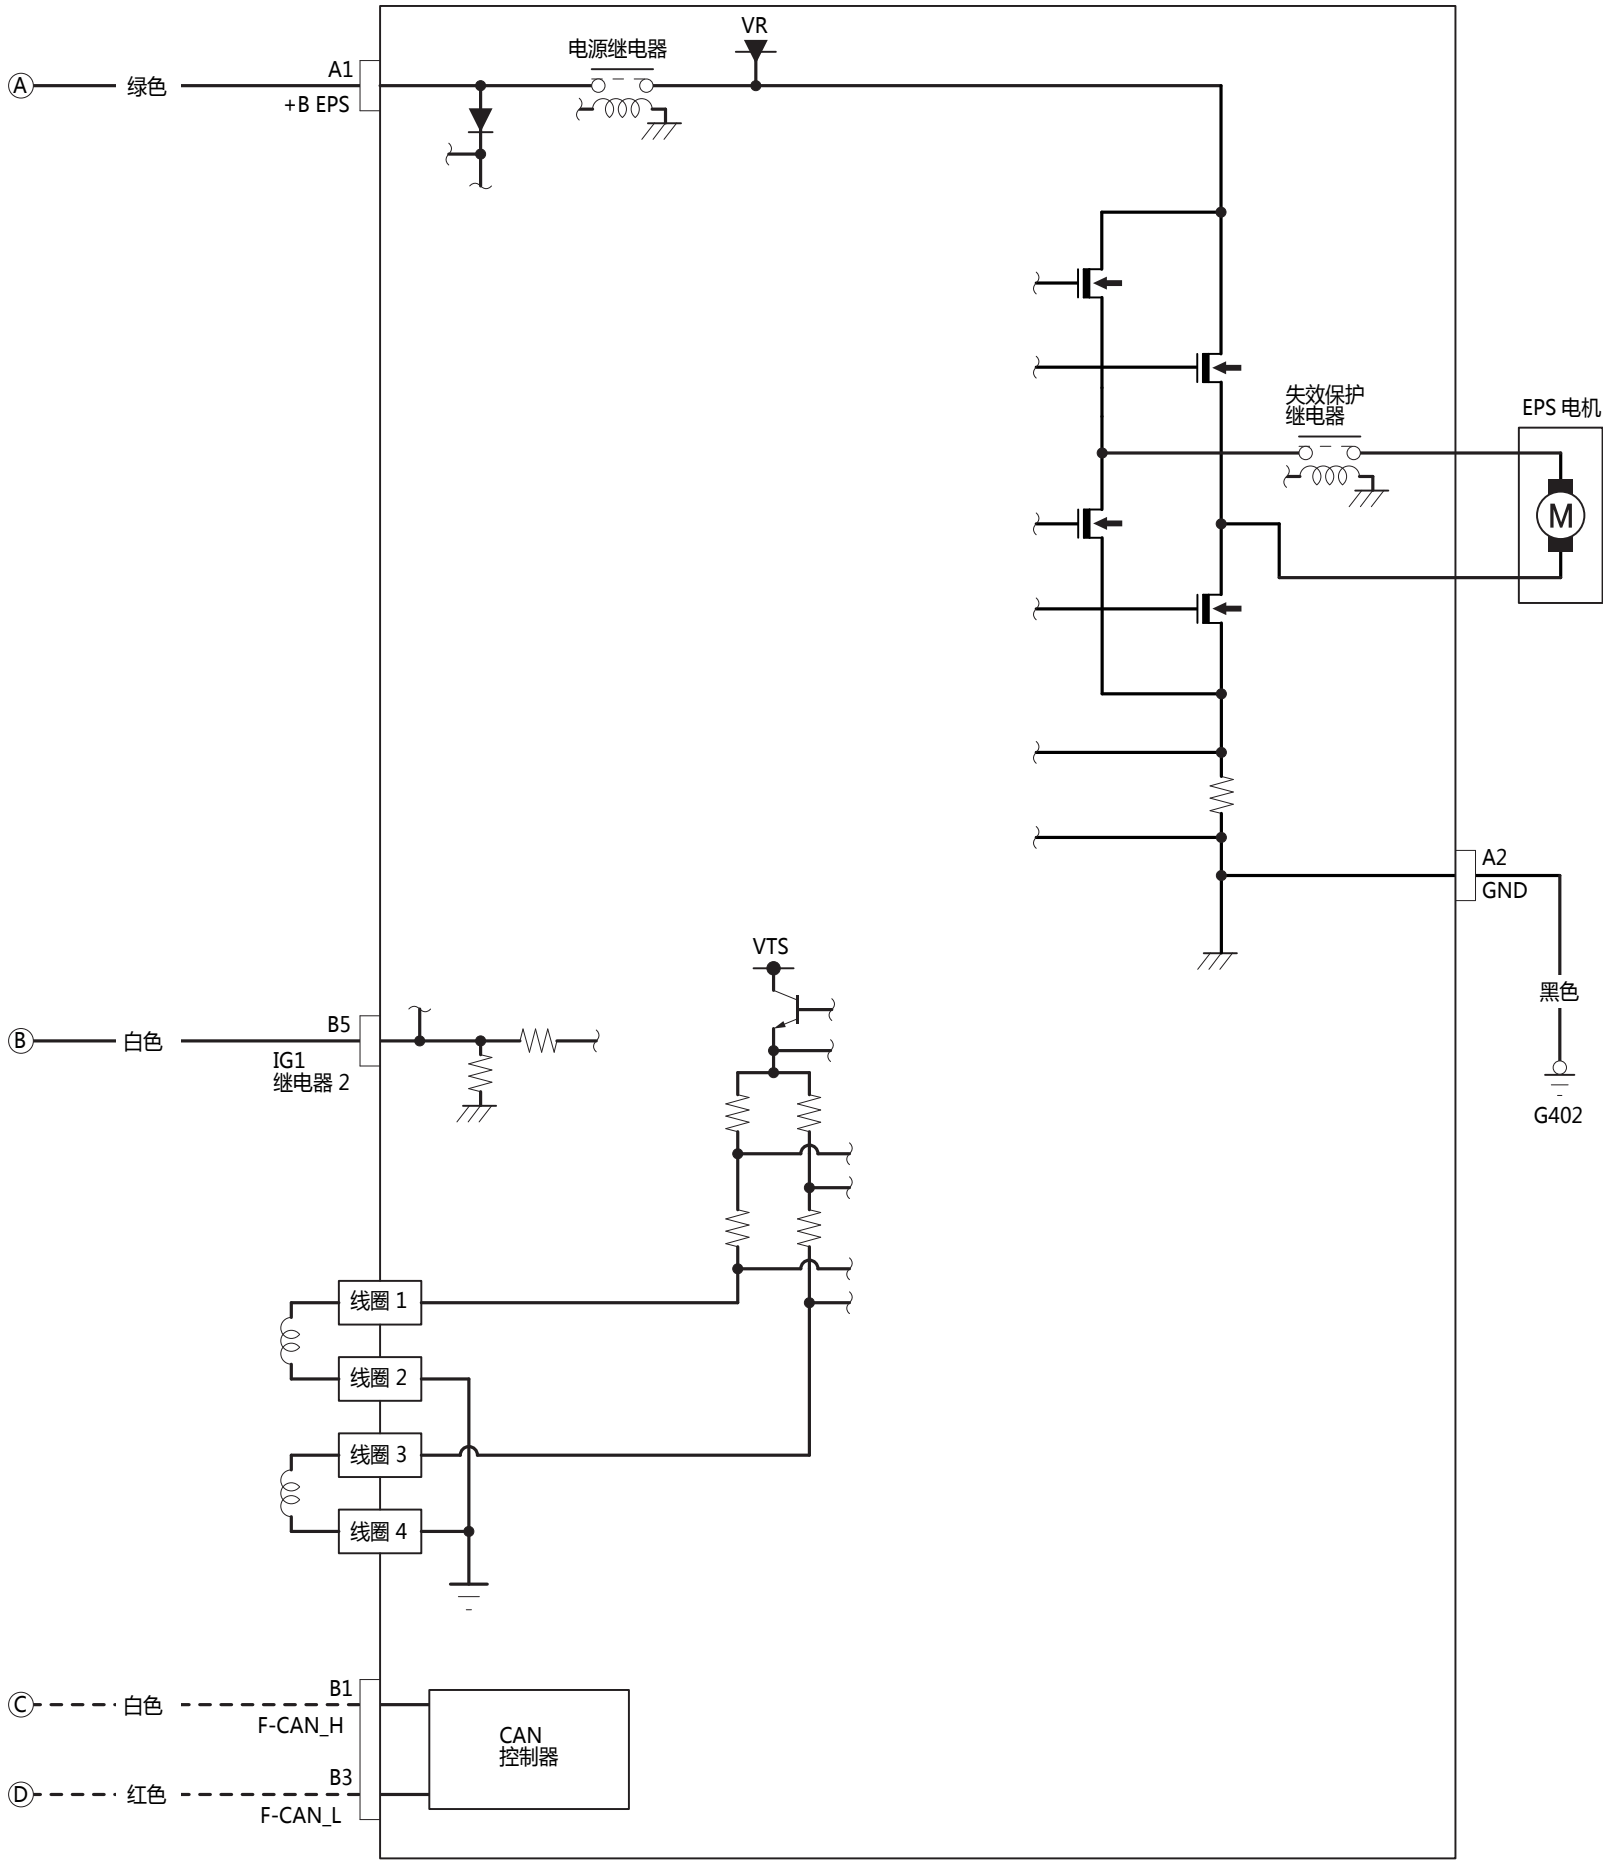 VR
电源继电器
A1
A
绿色
+B EPS
失效保护
继电器
EPS 电机
M
A2
GND
黑色
G402
VTS
B5
B
白色
IG1
继电器 2
线圈 1
线圈 2
线圈 3
线圈 4
B1
C
白色
F-CAN_H
CAN
控制器
B3
D
红色
F-CAN_L